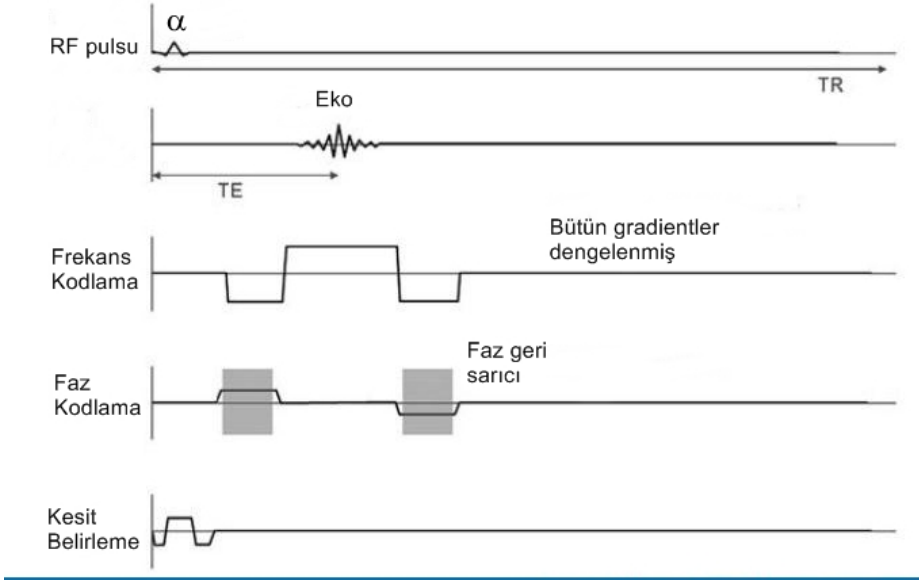 α
RF pulsu
TR
Eko
TE
Bütün gradientler
dengelenmiş
Frekans
Kodlama
Faz geri
sarıcı
Faz
Kodlama
Kesit
Belirleme